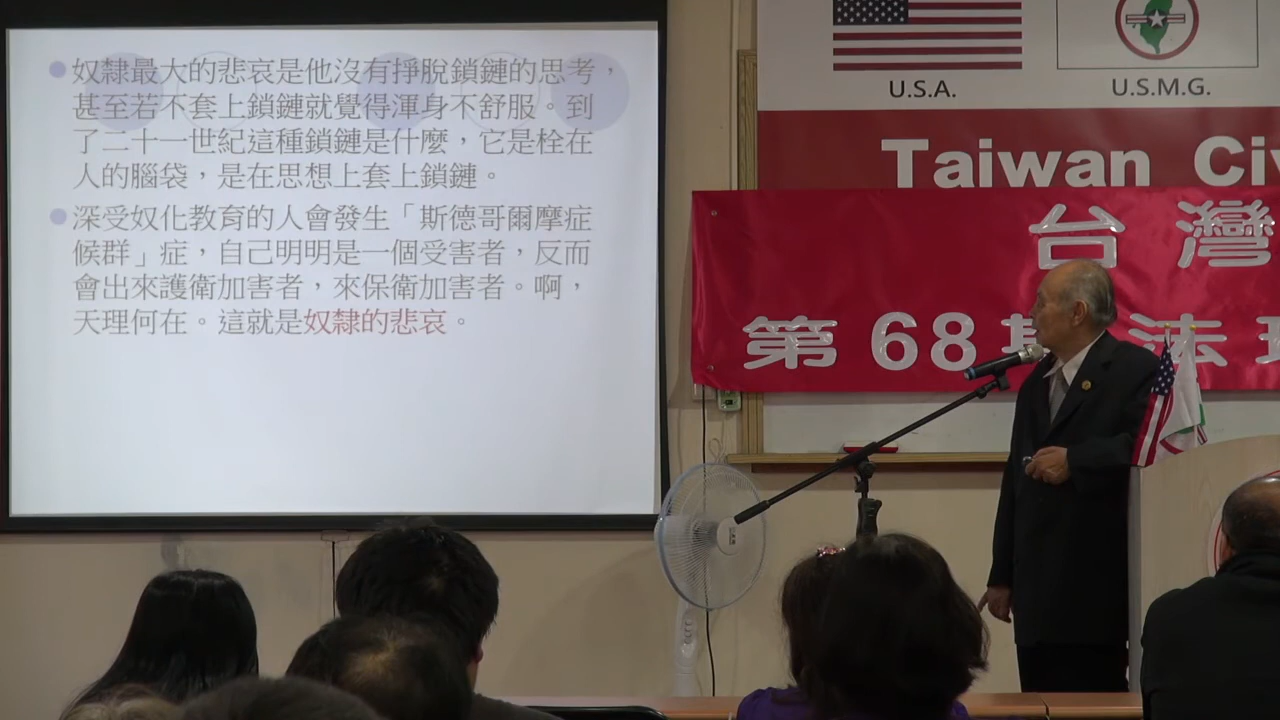 奴隸最大的悲哀是他沒有掙脫鎖鏈的思考，
甚至若不套上鎖鏈就覺得渾身不舒服。到
了二十一世紀這種鎖鏈是什麼，它是栓在
人的腦袋，是在思想上套上鎖鏈。
深受奴化教育的人會發生「斯德哥爾摩症
候群」症，自己明明是一個受害者，反而
會出來護衛加害者，來保衛加害者。啊，
天理何在。這就是奴隸的悲哀。
U.S.A.
U.S.M.G.
Taiwan Civ
台灣
第68期法理